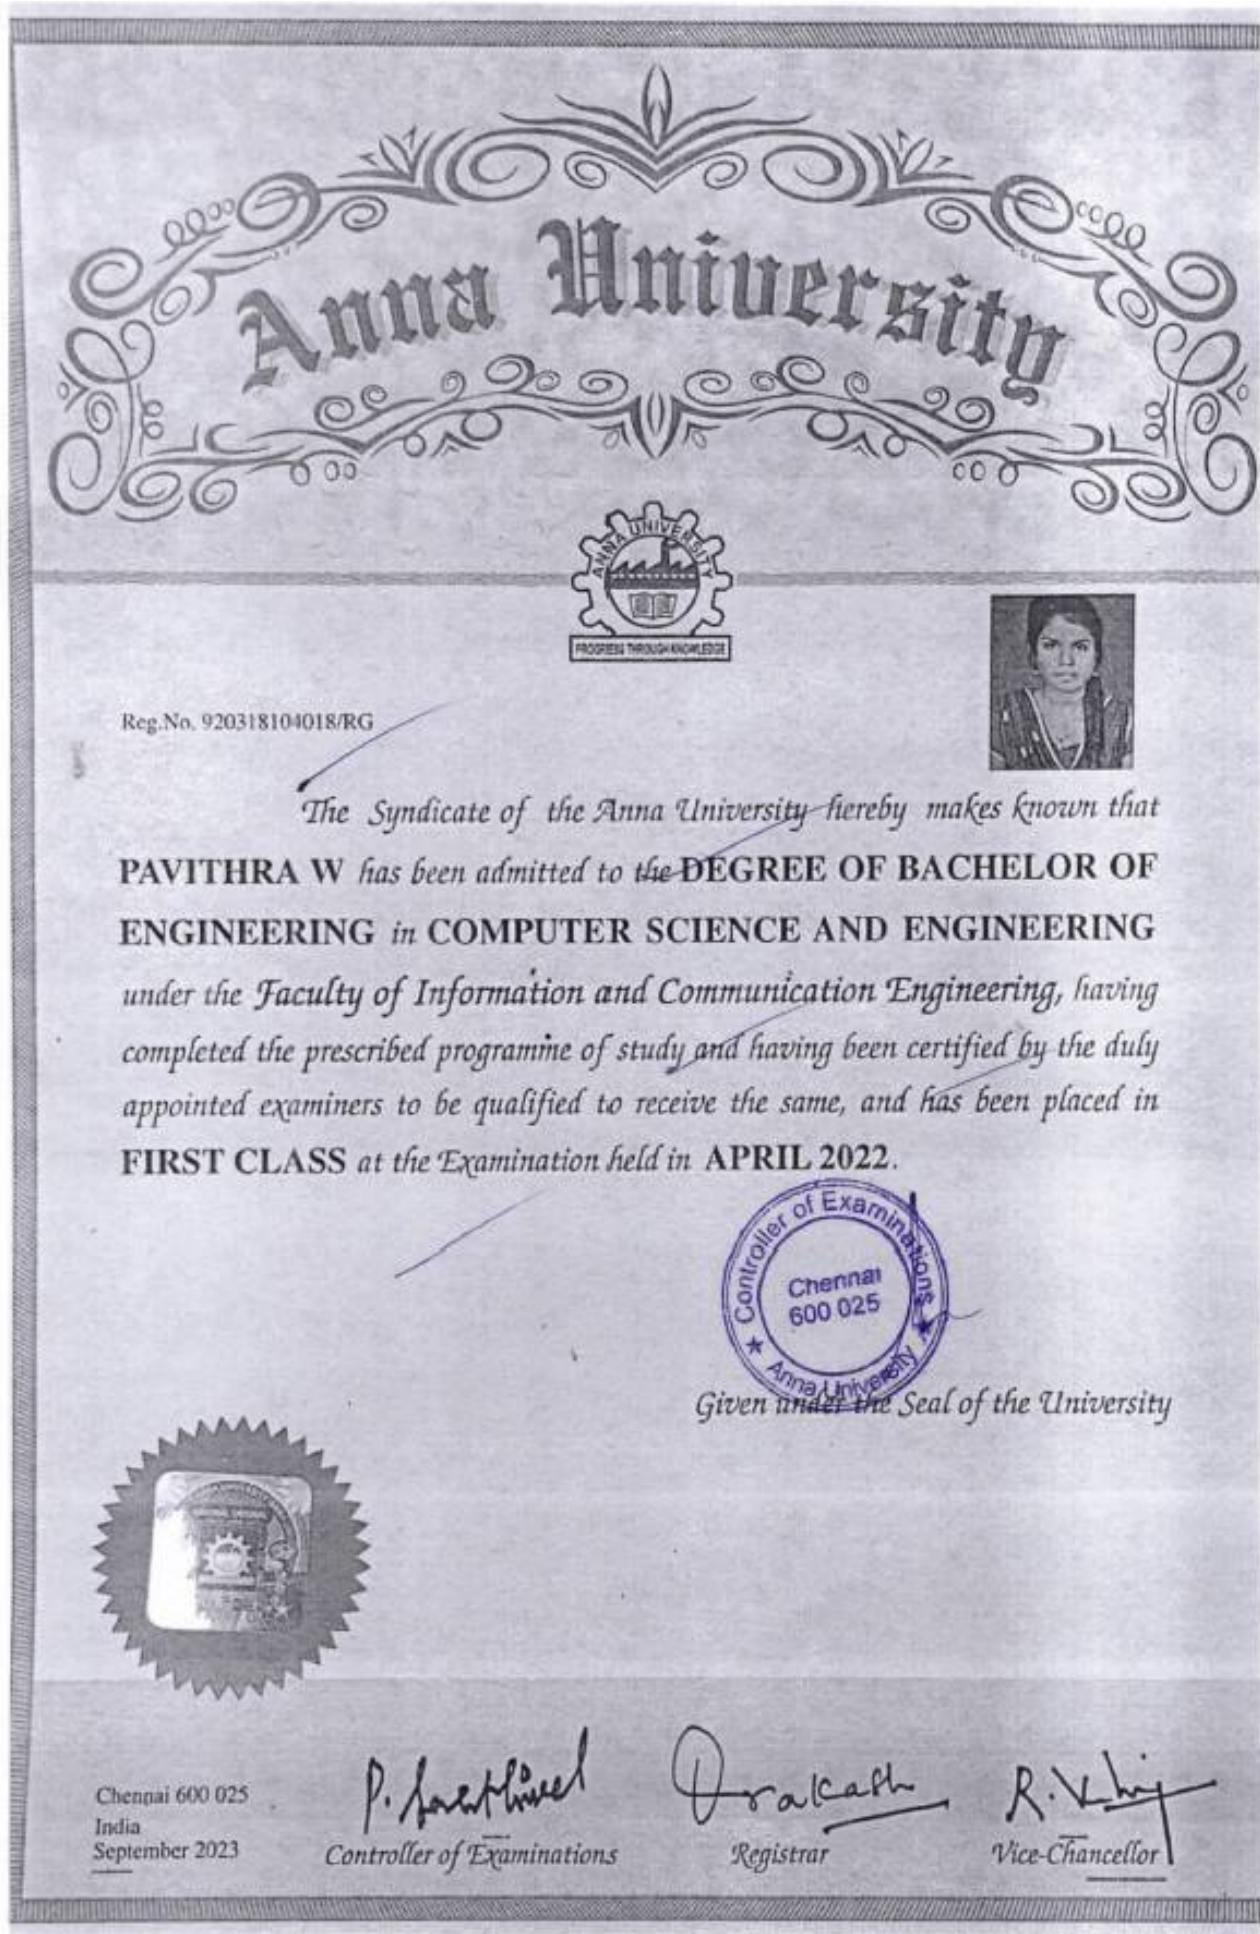 Anna University
ANNA UNIVERSITY
PROGRESS THROUGH KNOWLEDGE
Reg.No. 920318104018/RG
The Syndicate of the Anna University hereby makes known that
PAVITHRA W has been admitted to the DEGREE OF BACHELOR OF
ENGINEERING in COMPUTER SCIENCE AND ENGINEERING
under the Faculty of Information and Communication Engineering, having
completed the prescribed programme of study and having been certified by the duly
appointed examiners to be qualified to receive the same, and has been placed in
FIRST CLASS at the Examination held in APRIL 2022.
Controller of Examinations
Chennai
600 025
Anna University
Given under the Seal of the University
Chennai 600 025
India
September 2023
P.
Prakash
R.
Controller of Examinations
Registrar
Vice-Chancellor